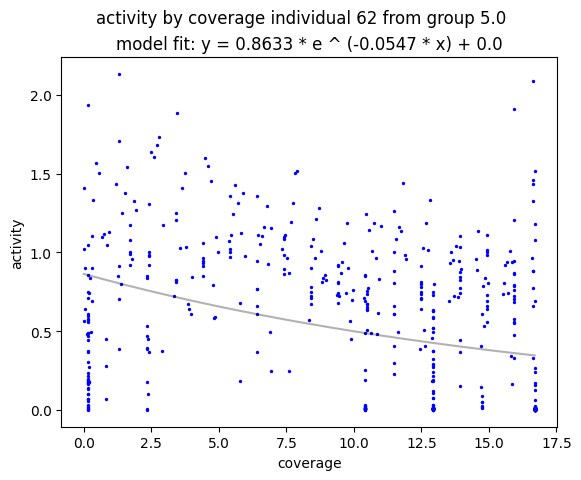 activity by coverage individual 62 from group 5.0
model fit: y = 0.8633 * e ^ (-0.0547 * x) + 0.0
2.0
1.5
1.0
0.5
0.0
activity
0.0 2.5 5.0 7.5 10.0 12.5 15.0 17.5
coverage